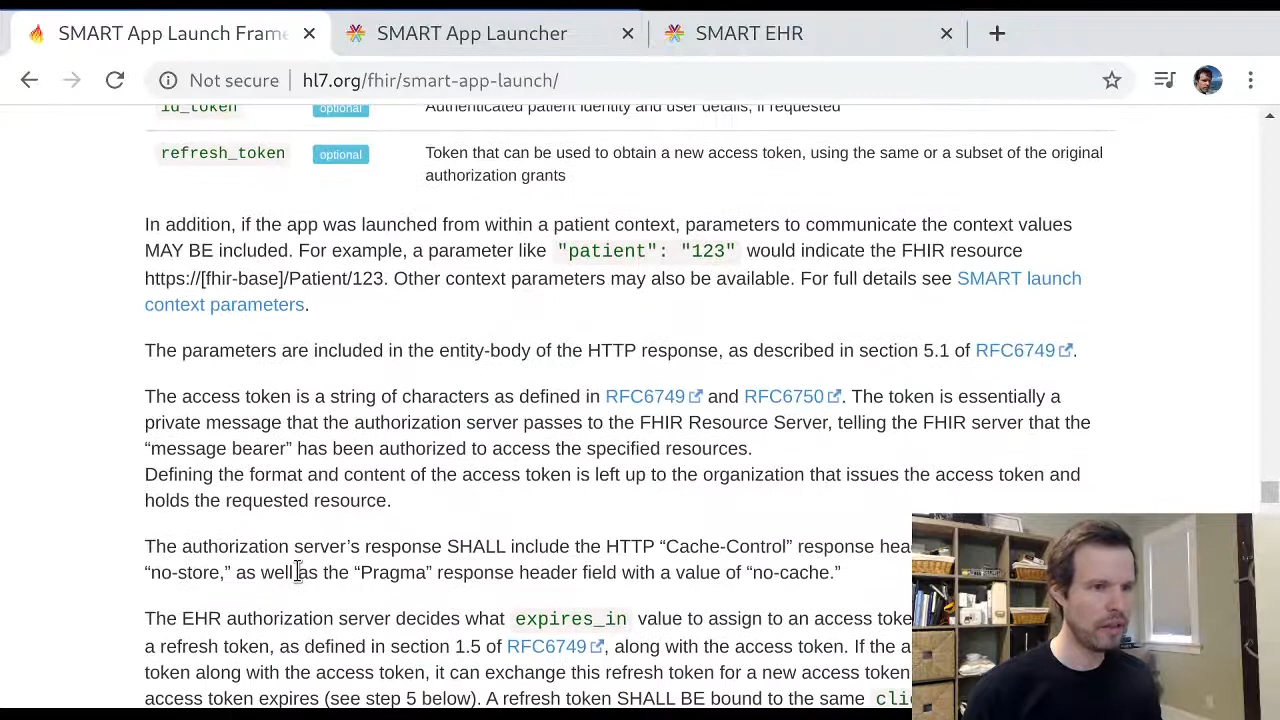 SMART App Launch Frame
SMART App Launcher
SMART EHR
Not secure
hl7.org/fhir/smart-app-launch/
id_token optional Authenticated patient identity and user details, if requested
refresh_token optional Token that can be used to obtain a new access token, using the same or a subset of the original
authorization grants
In addition, if the app was launched from within a patient context, parameters to communicate the context values
MAY BE included. For example, a parameter like "patient": "123" would indicate the FHIR resource
https://[fhir-base]/Patient/123. Other context parameters may also be available. For full details see SMART launch
context parameters.
The parameters are included in the entity-body of the HTTP response, as described in section 5.1 of RFC6749.
The access token is a string of characters as defined in RFC6749 and RFC6750. The token is essentially a
private message that the authorization server passes to the FHIR Resource Server, telling the FHIR server that the
“message bearer” has been authorized to access the specified resources.
Defining the format and content of the access token is left up to the organization that issues the access token and
holds the requested resource.
The authorization server’s response SHALL include the HTTP “Cache-Control” response hea
“no-store,” as well as the “Pragma” response header field with a value of “no-cache.”
The EHR authorization server decides what expires_in value to assign to an access toke
a refresh token, as defined in section 1.5 of RFC6749, along with the access token. If the a
token along with the access token, it can exchange this refresh token for a new access token
access token expires (see step 5 below). A refresh token SHALL BE bound to the same clie